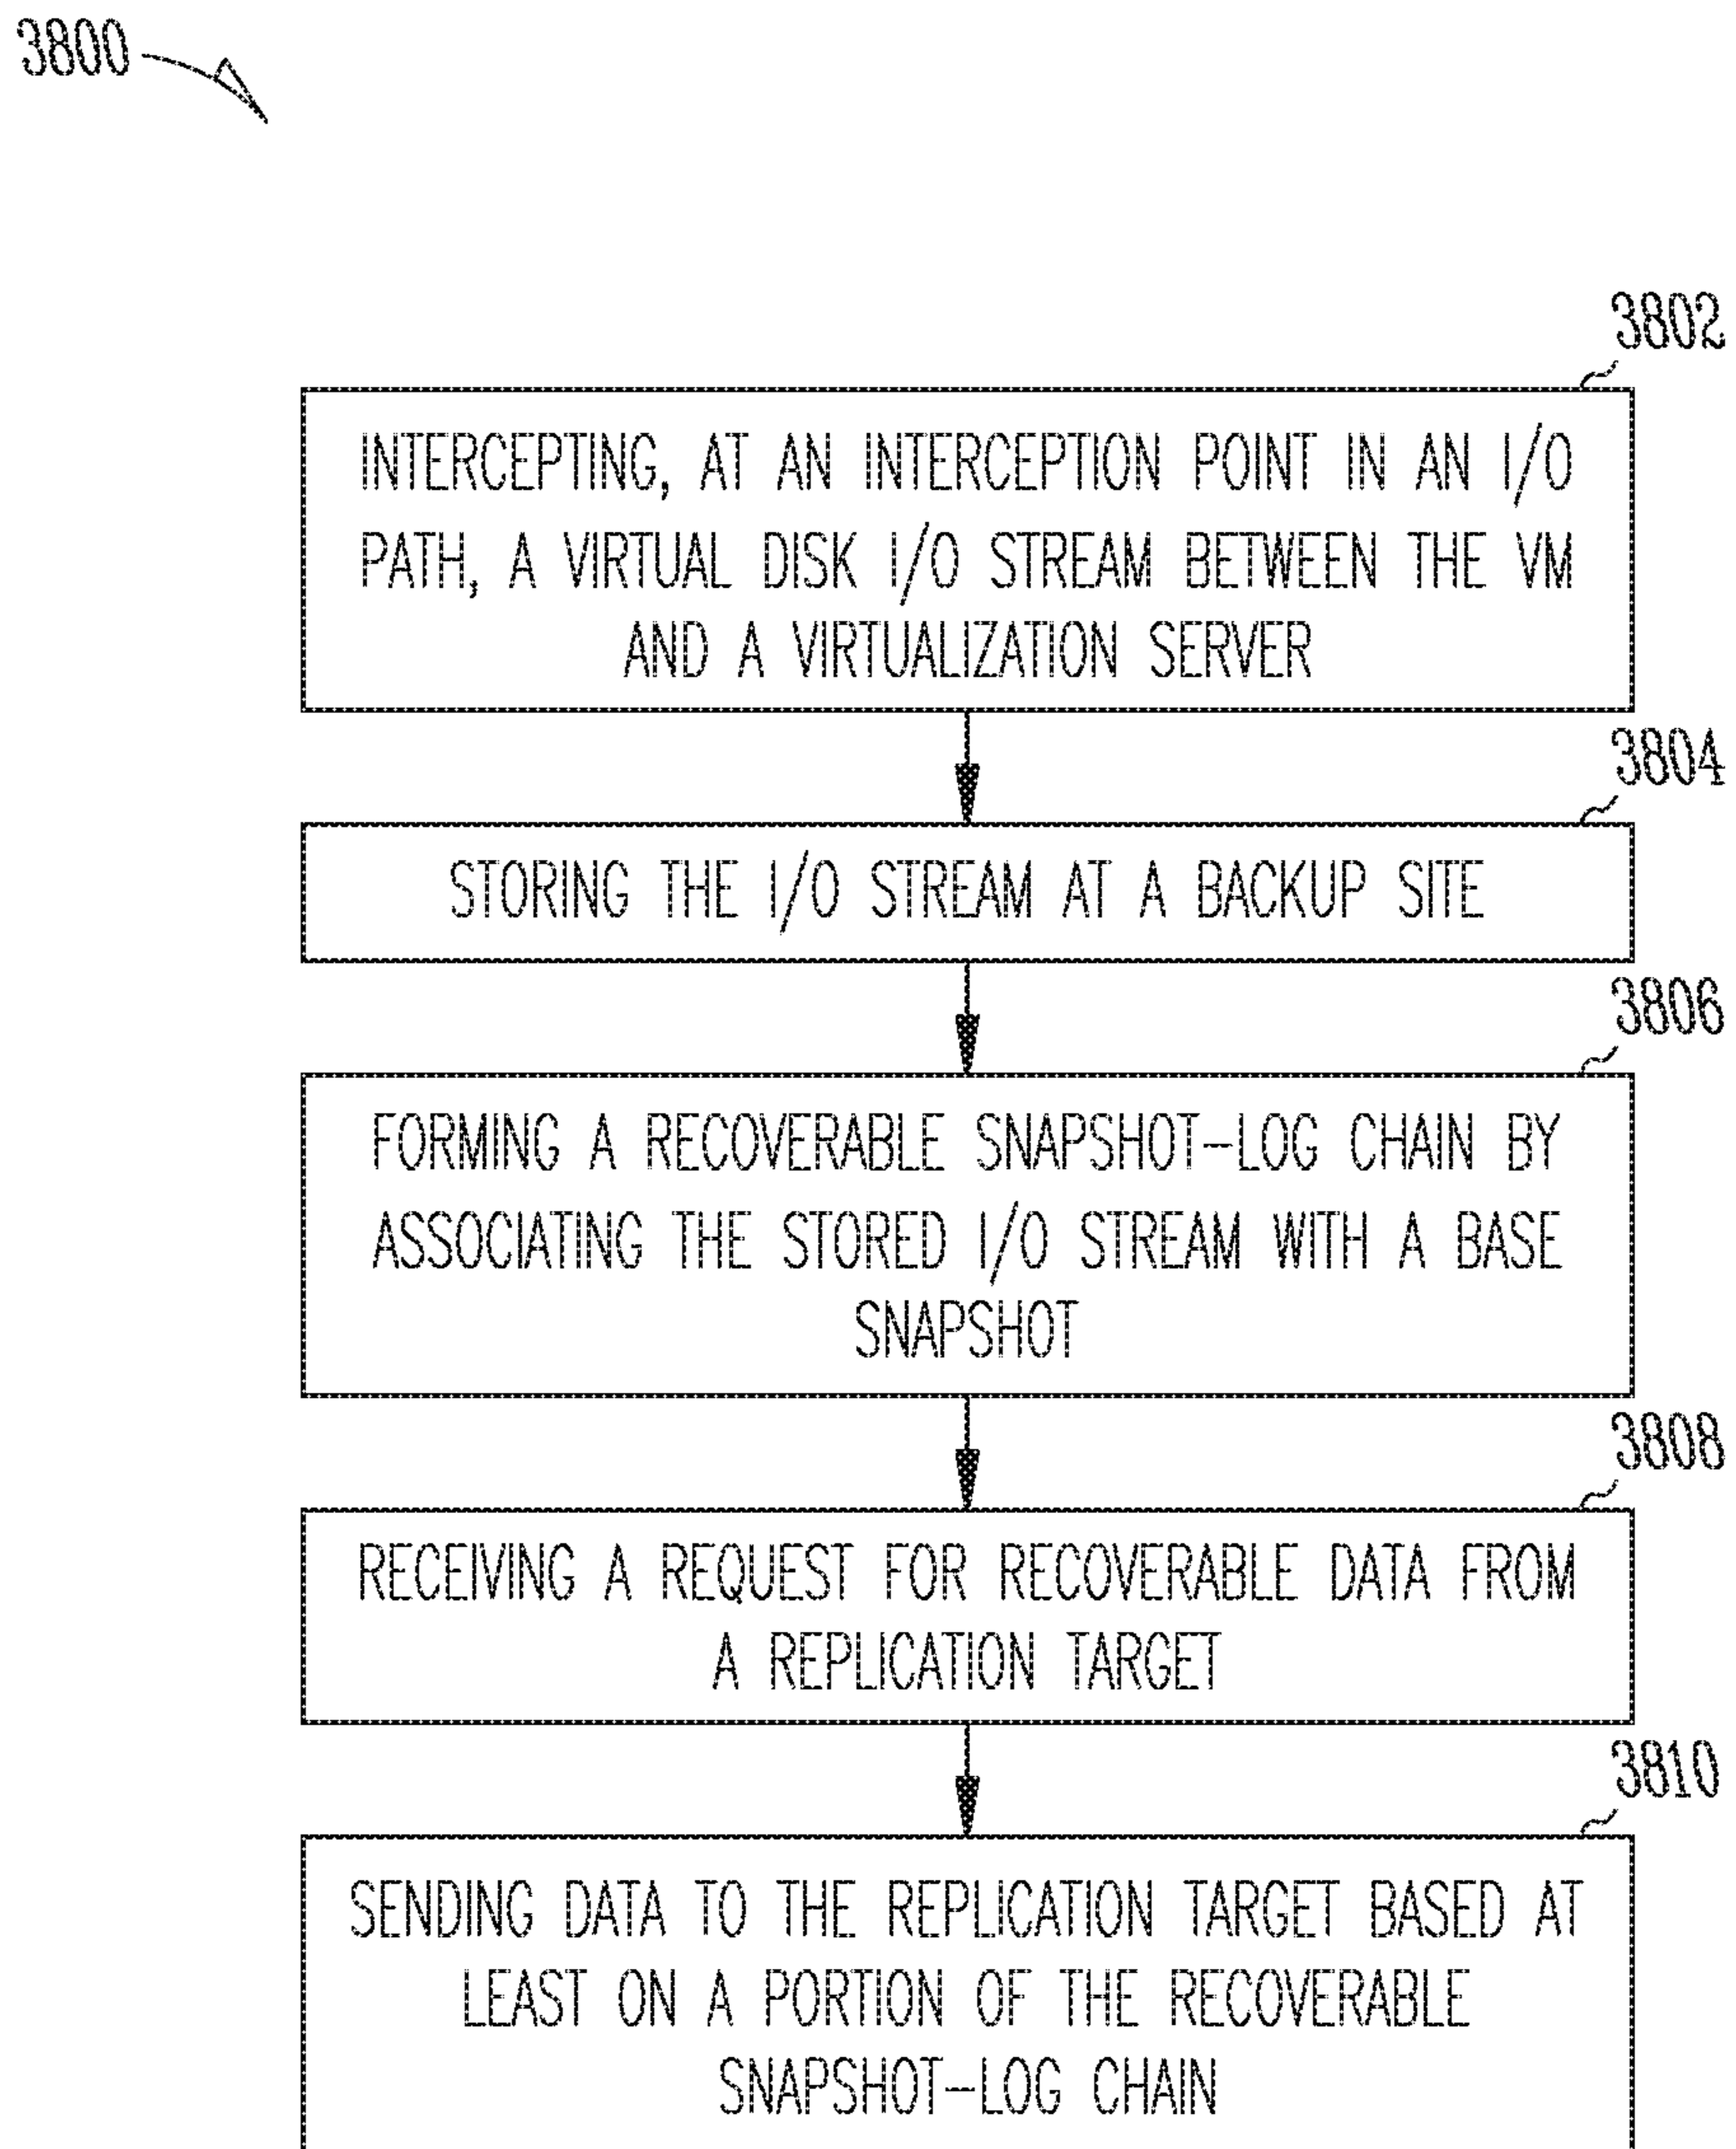 3800
3802
INTERCEPTING, AT AN INTERCEPTION POINT IN AN I/O
PATH, A VIRTUAL DISK I/O STREAM BETWEEN THE VM
AND A VIRTUALIZATION SERVER
3804
STORING THE I/O STREAM AT A BACKUP SITE
3806
FORMING A RECOVERABLE SNAPSHOT-LOG CHAIN BY
ASSOCIATING THE STORED I/O STREAM WITH A BASE
SNAPSHOT
3808
RECEIVING A REQUEST FOR RECOVERABLE DATA FROM
A REPLICATION TARGET
3810
SENDING DATA TO THE REPLICATION TARGET BASED AT
LEAST ON A PORTION OF THE RECOVERABLE
SNAPSHOT-LOG CHAIN